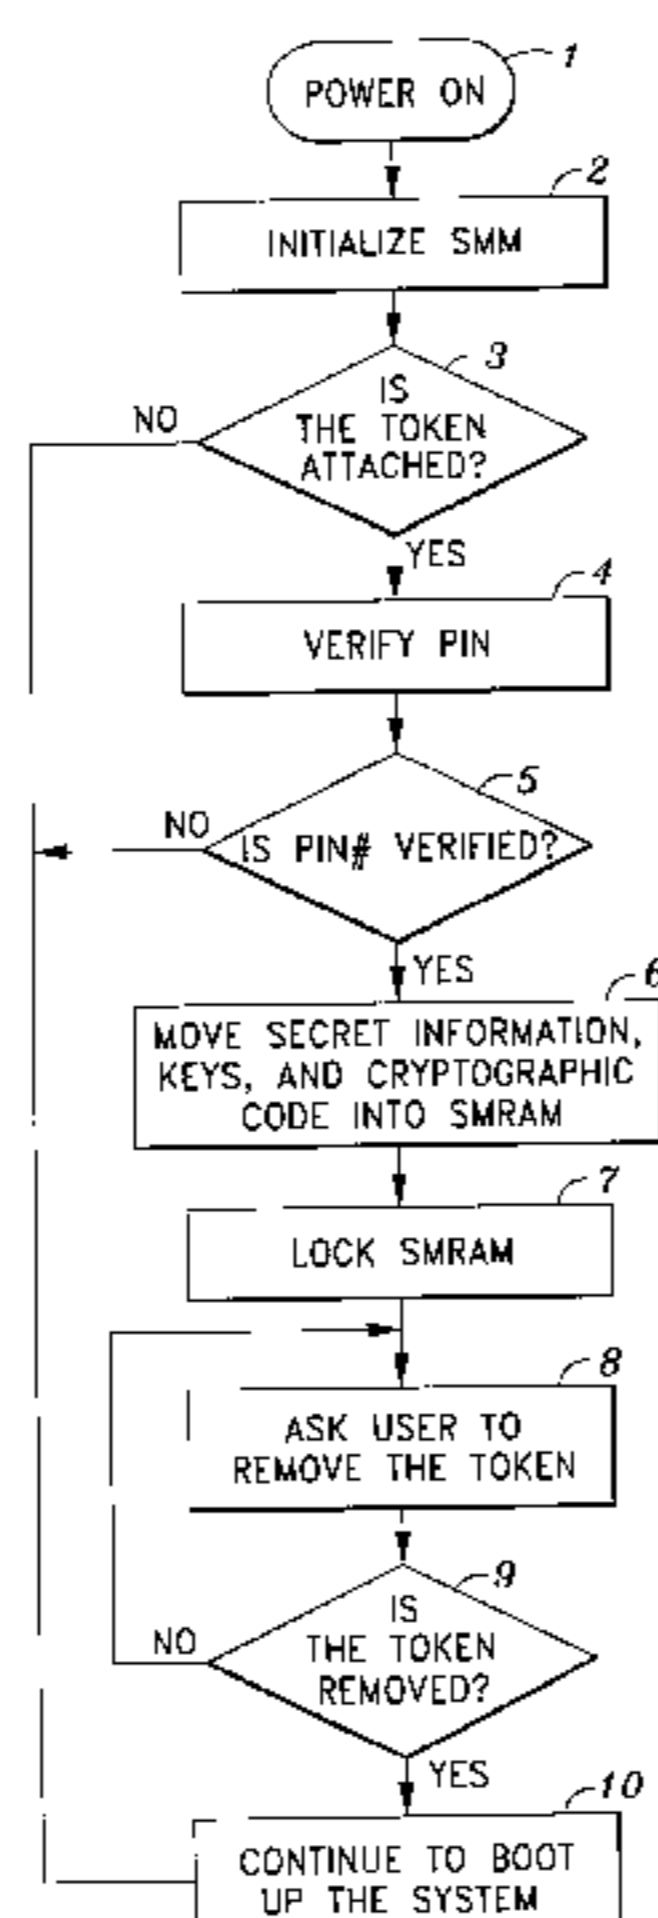 1
POWER ON
2
INITIALIZE SMM
3
IS
THE TOKEN
ATTACHED?
NO
YES
4
VERIFY PIN
5
NO
IS PIN# VERIFIED?
YES
6
MOVE SECRET INFORMATION,
KEYS, AND CRYPTOGRAPHIC
CODE INTO SMRAM
7
LOCK SMRAM
8
ASK USER TO
REMOVE THE TOKEN
9
IS
THE TOKEN
REMOVED?
NO
YES
10
CONTINUE TO BOOT
UP THE SYSTEM